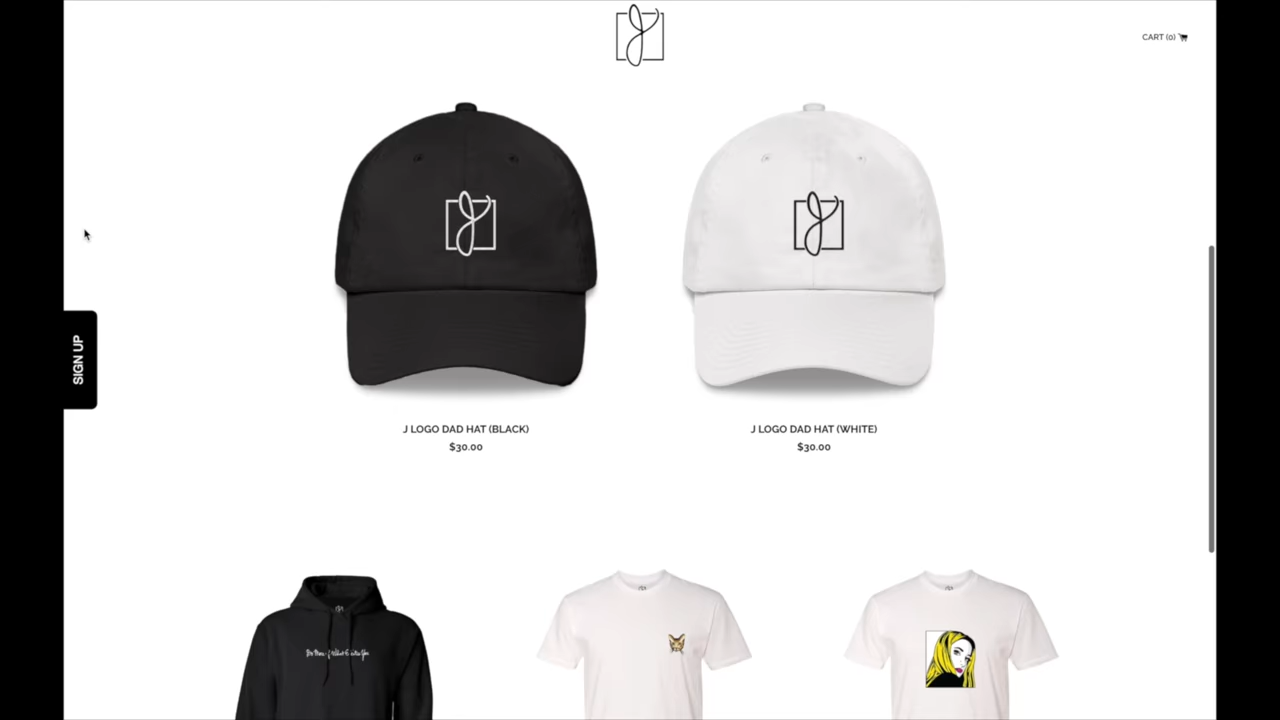 CART (0)
SIGN UP
J LOGO DAD HAT (BLACK)
$30.00
J LOGO DAD HAT (WHITE)
$30.00